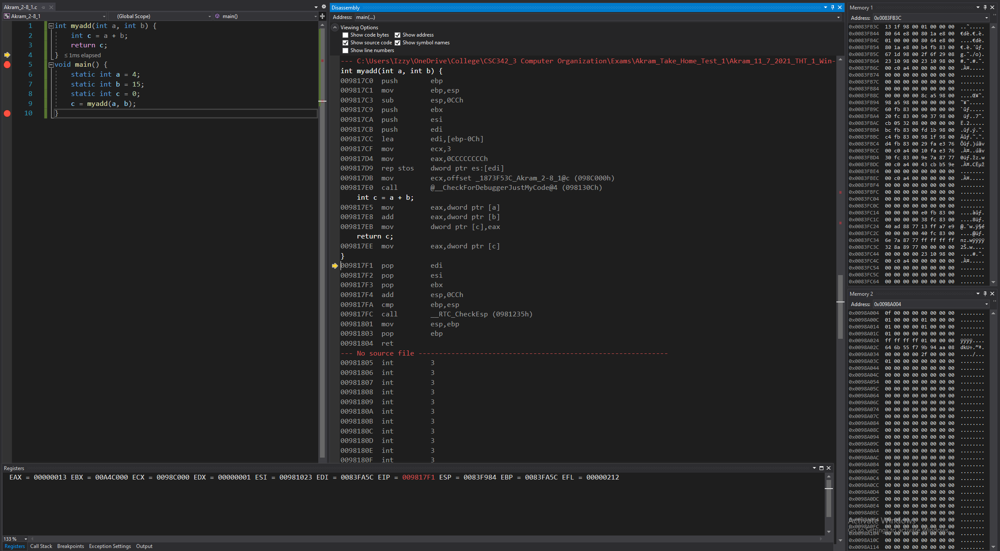 Akram_2-8_1.c
Akram_2-8_1
(Global Scope)
main()
1 int myadd(int a, int b) {
2 int c = a + b;
3 return c;
4 } ≤ 1ms elapsed
5 void main() {
6 static int a = 4;
7 static int b = 15;
8 static int c = 0;
9 c = myadd(a, b);
10 }
Disassembly
Address: main(...)
Viewing Options
Show code bytes Show address
Show source code Show symbol names
Show line numbers
--- C:\Users\Izzy\OneDrive\College\CSC342_3 Computer Organization\Exams\Akram_Take_Home_Test_1\Akram_11_7_2021_THT_1_Win-
int myadd(int a, int b) {
009817C0 push ebp
009817C1 mov ebp,esp
009817C3 sub esp,0CCh
009817C9 push ebx
009817CA push esi
009817CB push edi
009817CC lea edi,[ebp-0Ch]
009817CF mov ecx,3
009817D4 mov eax,0CCCCCCCCh
009817D9 rep stos dword ptr es:[edi]
009817DB mov ecx,offset _1873F53C_Akram_2-8_1@c (098C000h)
009817E0 call @__CheckForDebuggerJustMyCode@4 (098130Ch)
int c = a + b;
009817E5 mov eax,dword ptr [a]
009817E8 add eax,dword ptr [b]
009817EB mov dword ptr [c],eax
return c;
009817EE mov eax,dword ptr [c]
}
009817F1 pop edi
009817F2 pop esi
009817F3 pop ebx
009817F4 add esp,0CCh
009817FA cmp ebp,esp
009817FC call __RTC_CheckEsp (0981235h)
00981801 mov esp,ebp
00981803 pop ebp
00981804 ret
--- No source file -------------------------------------------------------------
00981805 int 3
00981806 int 3
00981807 int 3
00981808 int 3
00981809 int 3
0098180A int 3
0098180B int 3
0098180C int 3
0098180D int 3
0098180E int 3
0098180F int 3
Memory 1
Address: 0x0083FB3C
0x0083FB3C 13 1f 98 00 01 00 00 00 ..˜.....
0x0083FB44 80 64 e8 00 80 1a e8 00 €dè.€.è.
0x0083FB4C 01 00 00 00 80 64 e8 00 ....€dè.
0x0083FB54 80 1a e8 00 b4 fb 83 00 €.è.´ûƒ.
0x0083FB5C 67 1d 98 00 2f 6f 29 08 g.˜./o).
0x0083FB64 23 10 98 00 23 10 98 00 #.˜.#.˜.
0x0083FB6C 00 c0 a4 00 00 00 00 00 .À¤.....
0x0083FB74 00 00 00 00 00 00 00 00 ........
0x0083FB7C 00 00 00 00 00 00 00 00 ........
0x0083FB84 00 00 00 00 00 00 00 00 ........
0x0083FB8C 00 00 00 00 8c a5 98 00 ....Œ¥˜.
0x0083FB94 98 a5 98 00 00 00 00 00 ˜¥˜.....
0x0083FB9C 60 fb 83 00 00 00 00 00 `ûƒ.....
0x0083FBA4 20 fc 83 00 90 37 98 00 üƒ..7˜.
0x0083FBAC cb 05 32 08 00 00 00 00 Ë.2.....
0x0083FBB4 bc fb 83 00 fd 1b 98 00 .ûƒ.ý.˜.
0x0083FBBC c4 fb 83 00 98 1f 98 00 Äûƒ.˜.˜.
0x0083FBC4 d4 fb 83 00 29 fa e3 76 Ôûƒ.)úãv
0x0083FBCC 00 c0 a4 00 10 fa e3 76 .À¤..úãv
0x0083FBD4 30 fc 83 00 9e 7a 87 77 0üƒ.žz.w
0x0083FBDC 00 c0 a4 00 43 cb b5 9e .À¤.CËµž
0x0083FBE4 00 00 00 00 00 00 00 00 ........
0x0083FBEC 00 c0 a4 00 00 00 00 00 .À¤.....
0x0083FBF4 00 00 00 00 00 00 00 00 ........
0x0083FBFC 00 00 00 00 00 00 00 00 ........
0x0083FC04 00 00 00 00 00 00 00 00 ........
0x0083FC0C 00 00 00 00 00 00 00 00 ........
0x0083FC14 00 00 00 00 e0 fb 83 00 ....àûƒ.
0x0083FC1C 00 00 00 00 38 fc 83 00 ....8üƒ.
0x0083FC24 40 ad 88 77 13 ff a7 e9 @.ˆw.ÿ§é
0x0083FC2C 00 00 00 00 40 fc 83 00 ....@üƒ.
0x0083FC34 6e 7a 87 77 ff ff ff ff nz.wÿÿÿÿ
0x0083FC3C 32 8a 89 77 00 00 00 00 2Š.w....
0x0083FC44 00 00 00 00 23 10 98 00 ....#.˜.
0x0083FC4C 00 c0 a4 00 00 00 00 00 .À¤.....
0x0083FC54 00 00 00 00 00 00 00 00 ........
0x0083FC5C 00 00 00 00 00 00 00 00 ........
0x0083FC64 00 00 00 00 00 00 00 00 ........
Memory 2
Address: 0x0098A004
0x0098A004 0f 00 00 00 00 00 00 00 ........
0x0098A00C 01 00 00 00 01 00 00 00 ........
0x0098A014 01 00 00 00 01 00 00 00 ........
0x0098A01C 01 00 00 00 00 00 00 00 ........
0x0098A024 ff ff ff ff 01 00 00 00 ÿÿÿÿ....
0x0098A02C 64 6b 55 f7 9b 94 aa 08 dkU÷.”ª.
0x0098A034 00 00 00 00 2f 00 00 00 ..../...
0x0098A03C 01 00 00 00 00 00 00 00 ........
0x0098A044 00 00 00 00 00 00 00 00 ........
0x0098A04C 00 00 00 00 00 00 00 00 ........
0x0098A054 00 00 00 00 00 00 00 00 ........
0x0098A05C 00 00 00 00 00 00 00 00 ........
0x0098A064 00 00 00 00 00 00 00 00 ........
0x0098A06C 00 00 00 00 00 00 00 00 ........
0x0098A074 00 00 00 00 00 00 00 00 ........
0x0098A07C 00 00 00 00 00 00 00 00 ........
0x0098A084 00 00 00 00 00 00 00 00 ........
0x0098A08C 00 00 00 00 00 00 00 00 ........
0x0098A094 00 00 00 00 00 00 00 00 ........
0x0098A09C 00 00 00 00 00 00 00 00 ........
0x0098A0A4 00 00 00 00 00 00 00 00 ........
0x0098A0AC 00 00 00 00 00 00 00 00 ........
0x0098A0B4 00 00 00 00 00 00 00 00 ........
0x0098A0BC 00 00 00 00 00 00 00 00 ........
0x0098A0C4 00 00 00 00 00 00 00 00 ........
0x0098A0CC 00 00 00 00 00 00 00 00 ........
0x0098A0D4 00 00 00 00 00 00 00 00 ........
0x0098A0DC 00 00 00 00 00 00 00 00 ........
0x0098A0E4 00 00 00 00 00 00 00 00 ........
0x0098A0EC 00 00 00 00 00 00 00 00 ........
0x0098A0F4 00 00 00 00 00 00 00 00 ........
0x0098A0FC 00 00 00 00 00 00 00 00 ........
0x0098A104 00 00 00 00 00 00 00 00 ........
0x0098A10C 00 00 00 00 00 00 00 00 ........
0x0098A114 00 00 00 00 00 00 00 00 ........
Activate Windows
Go to Settings to activate Windows.
Registers
EAX = 00000013 EBX = 00A4C000 ECX = 0098C000 EDX = 00000001 ESI = 00981023 EDI = 0083FA5C EIP = 009817F1 ESP = 0083F984 EBP = 0083FA5C EFL = 00000212
133 %
Registers Call Stack Breakpoints Exception Settings Output